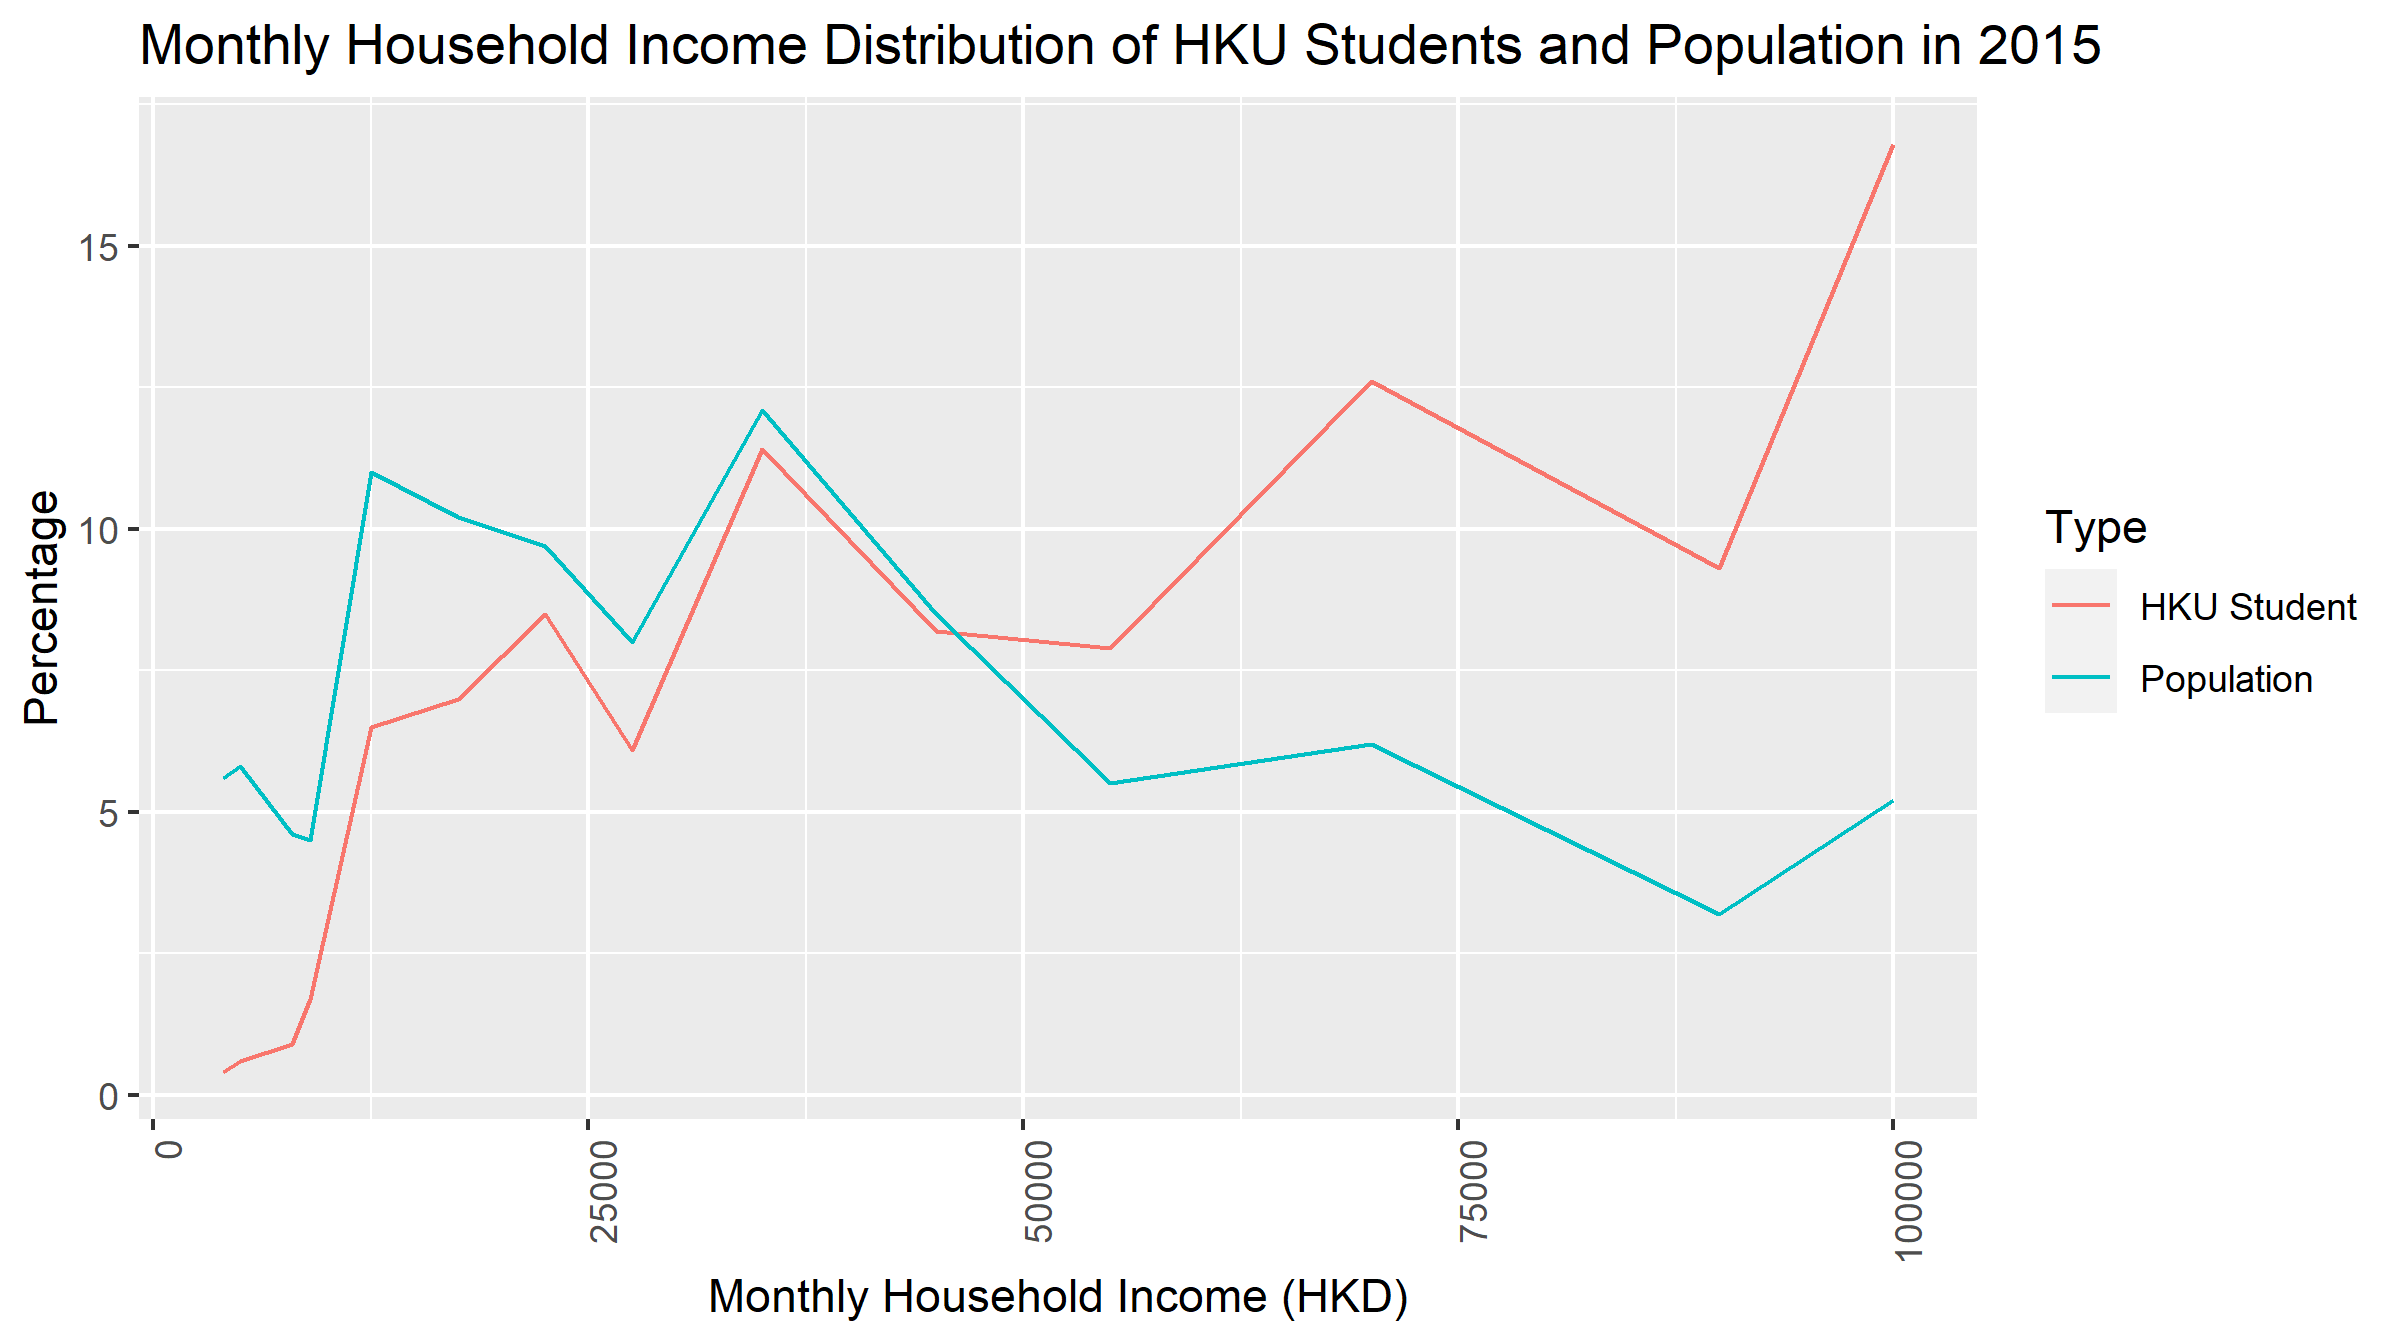 Monthly Household Income Distribution of HKU Students and Population in 2015
Percentage
15
10
5
0
0
25000
50000
75000
100000
Monthly Household Income (HKD)
Type
HKU Student
Population